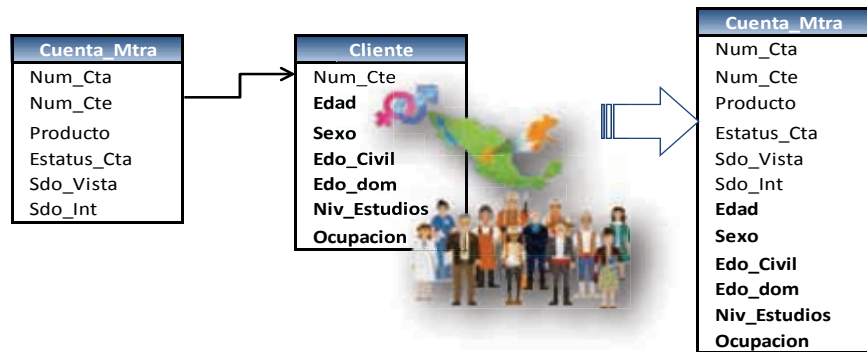 Cuenta_Mtra
Num_Cta
Num_Cte
Producto
Estatus_Cta
Sdo_Vista
Sdo_Int
Cliente
Num_Cte
Edad
Sexo
Edo_Civil
Edo_dom
Niv_Estudios
Ocupacion
Cuenta_Mtra
Num_Cta
Num_Cte
Producto
Estatus_Cta
Sdo_Vista
Sdo_Int
Edad
Sexo
Edo_Civil
Edo_dom
Niv_Estudios
Ocupacion